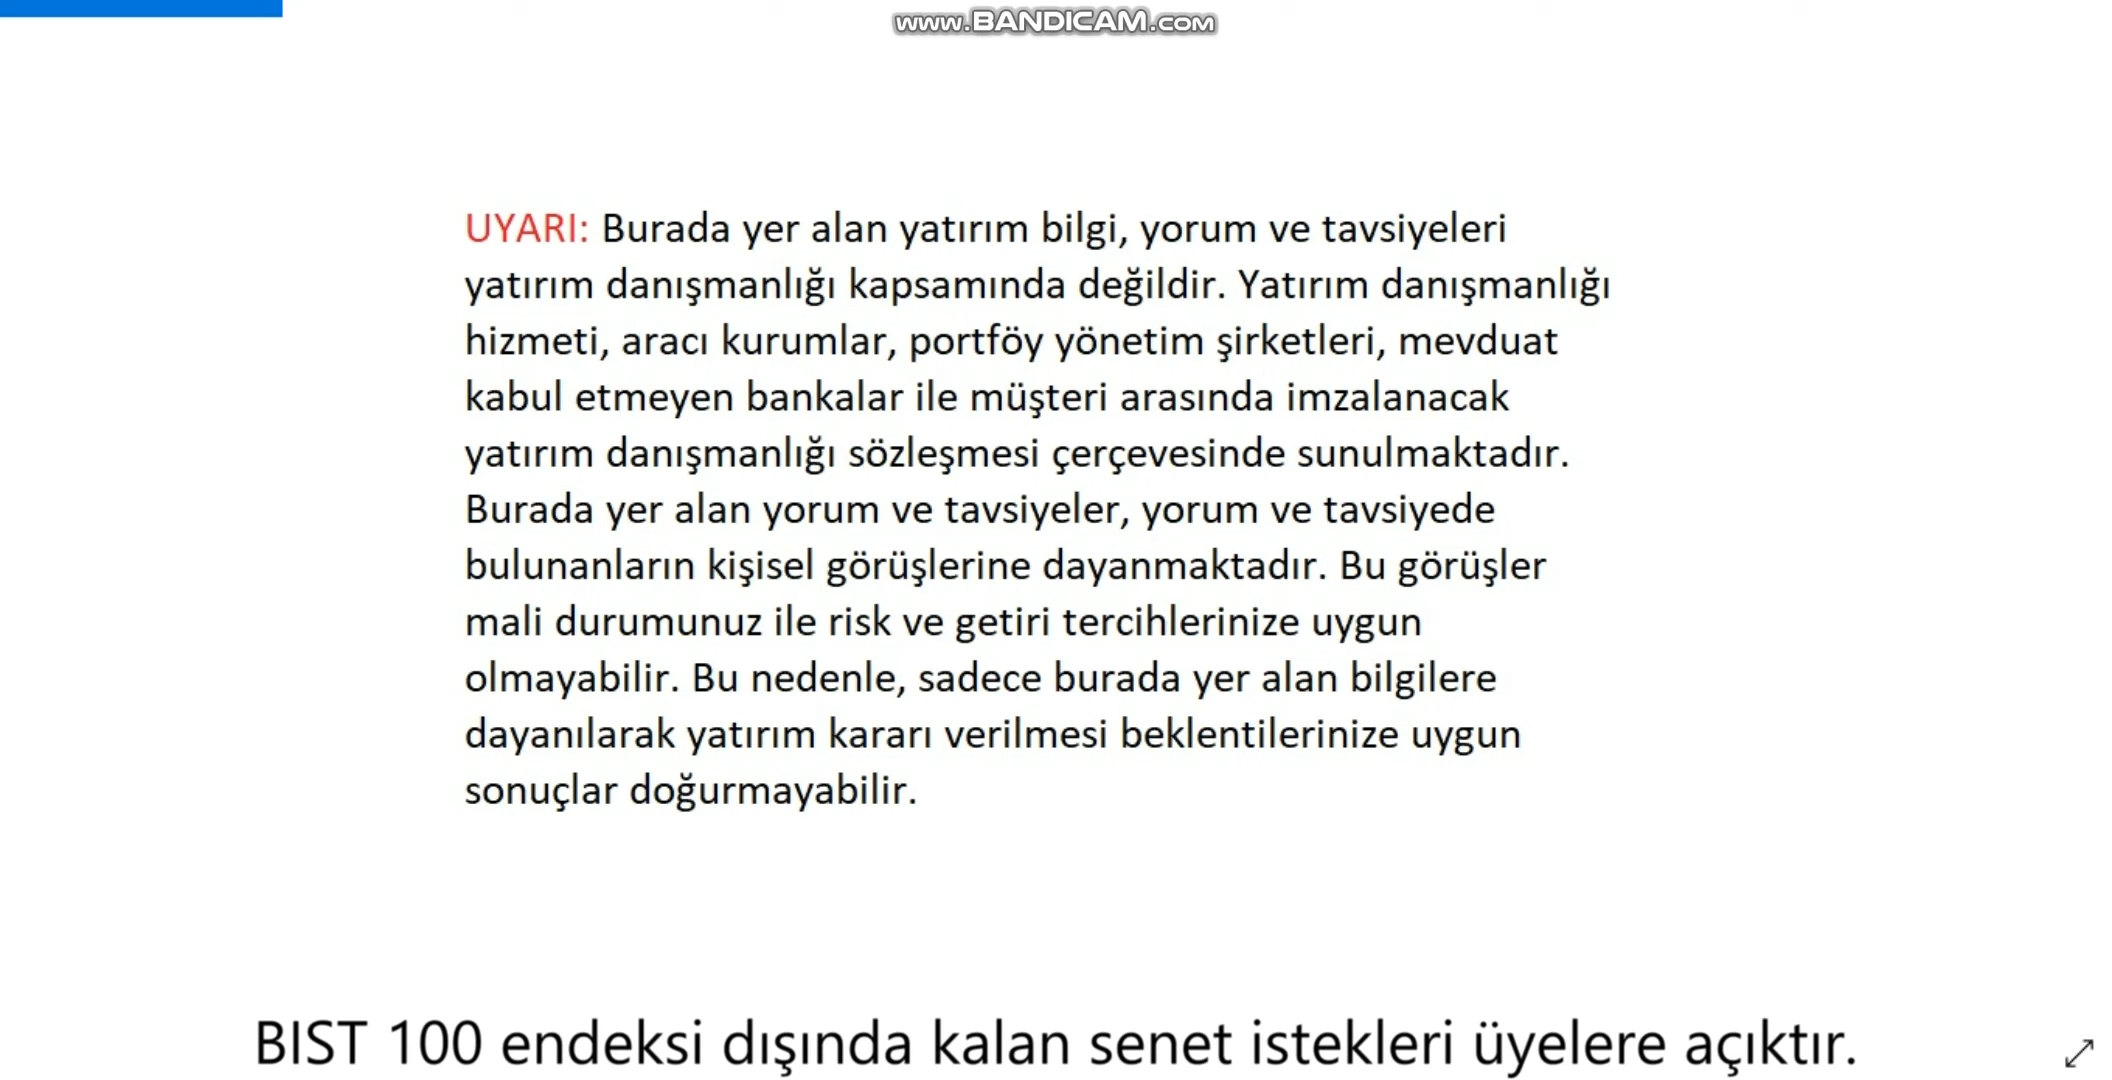 www.BANDICAM.com
UYARI: Burada yer alan yatırım bilgi, yorum ve tavsiyeleri
yatırım danışmanlığı kapsamında değildir. Yatırım danışmanlığı
hizmeti, aracı kurumlar, portföy yönetim şirketleri, mevduat
kabul etmeyen bankalar ile müşteri arasında imzalanacak
yatırım danışmanlığı sözleşmesi çerçevesinde sunulmaktadır.
Burada yer alan yorum ve tavsiyeler, yorum ve tavsiyede
bulunanların kişisel görüşlerine dayanmaktadır. Bu görüşler
mali durumunuz ile risk ve getiri tercihlerinize uygun
olmayabilir. Bu nedenle, sadece burada yer alan bilgilere
dayanılarak yatırım kararı verilmesi beklentilerinize uygun
sonuçlar doğurmayabilir.
BIST 100 endeksi dışında kalan senet istekleri üyelere açıktır.